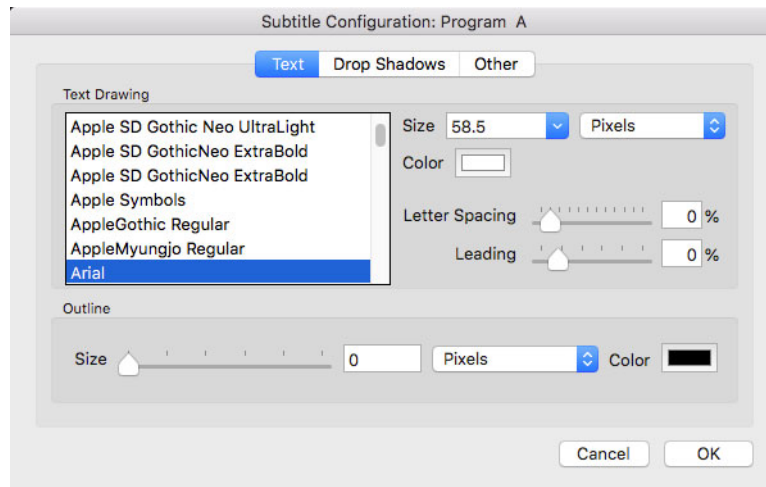 Subtitle Configuration: Program A
Text Drop Shadows Other
Text Drawing
Apple SD Gothic Neo UltraLight
Apple SD GothicNeo ExtraBold
Apple SD GothicNeo ExtraBold
Apple Symbols
AppleGothic Regular
AppleMyungjo Regular
Arial
Size 58.5 Pixels
Color
Letter Spacing 0 %
Leading 0 %
Outline
Size 0 Pixels Color
Cancel OK